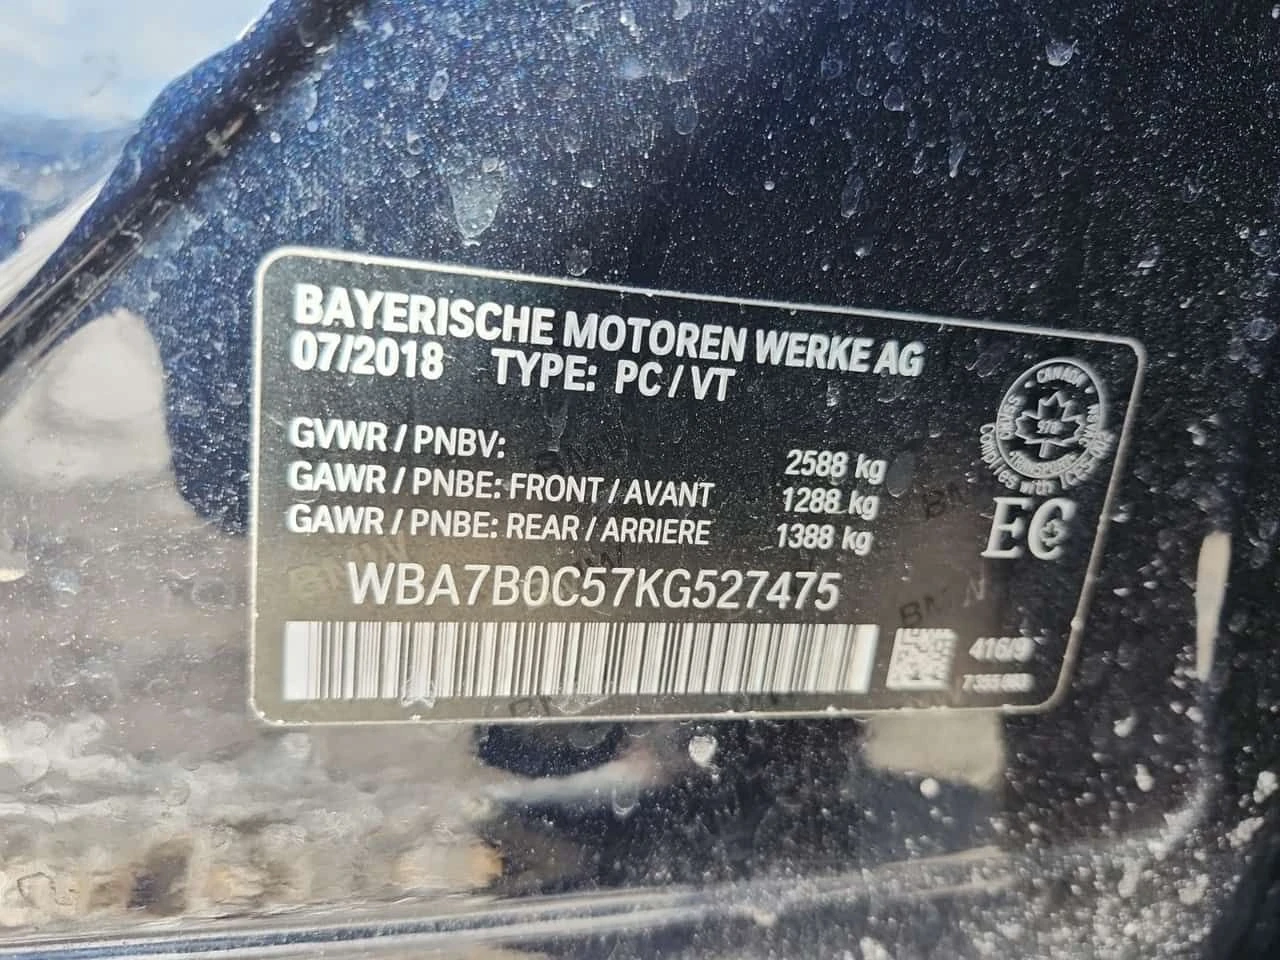 BAYERISCHE MOTOREN WERKE AG
07/2018 TYPE: PC / VT
GVWR / PNBV: 2588 kg
GAWR / PNBE: FRONT / AVANT 1288 kg
GAWR / PNBE: REAR / ARRIERE 1388 kg
WBA7B0C57KG527475
CANADA
EC
416/9